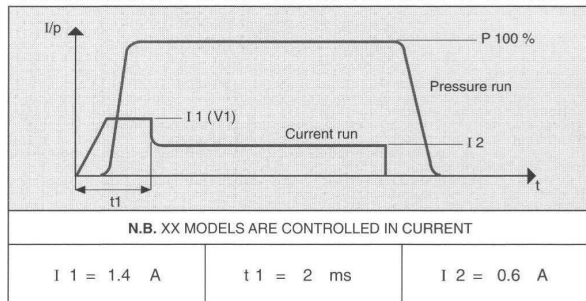 I/p
P 100 %
Pressure run
I 1 (V1)
Current run
I 2
t
t1
N.B. XX MODELS ARE CONTROLLED IN CURRENT
I 1 = 1.4 A
t 1 = 2 ms
I 2 = 0.6 A